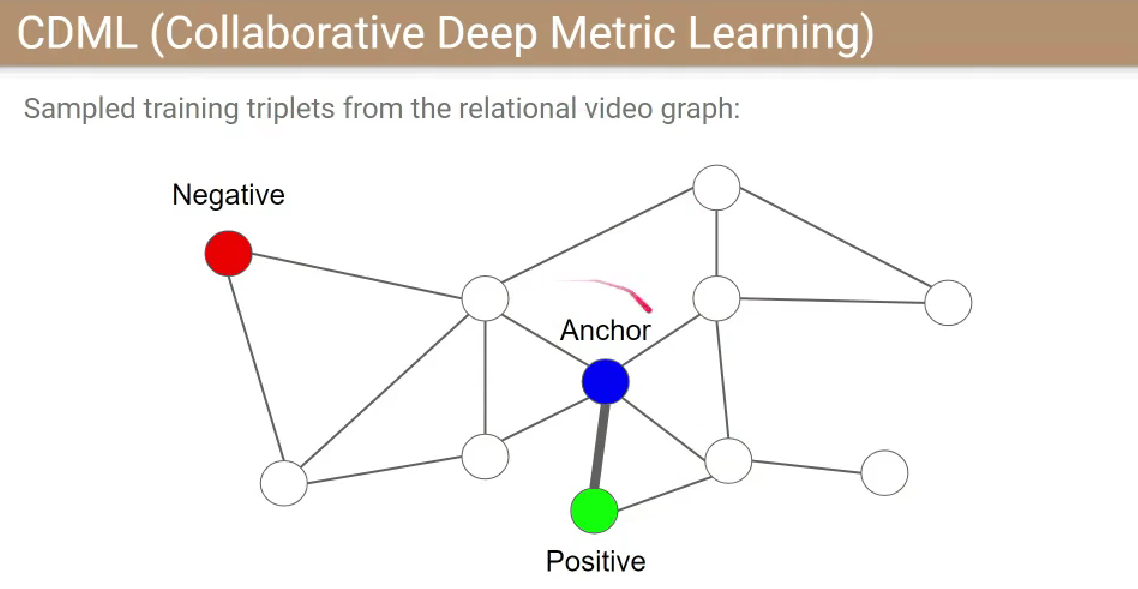 CDML (Collaborative Deep Metric Learning)
Sampled training triplets from the relational video graph:
Negative
Anchor
Positive